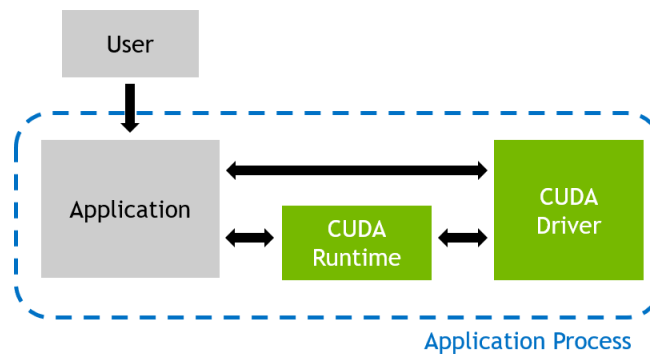 User
Application
CUDA
Runtime
CUDA
Driver
Application Process